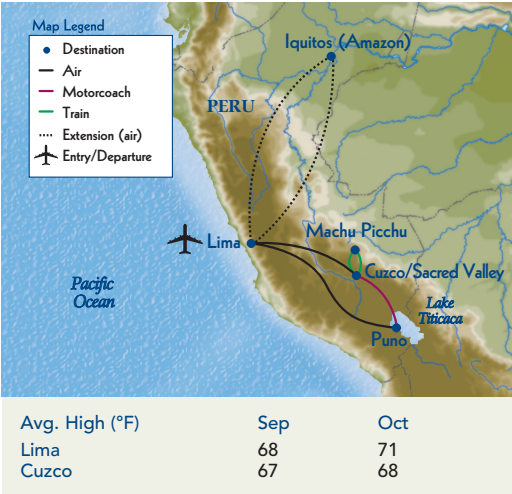 Map Legend
Destination
Air
Motorcoach
Train
Extension (air)
Entry/Departure
Iquitos (Amazon)
PERU
Lima
Machu Picchu
Cuzco/Sacred Valley
Pacific
Ocean
Lake
Titicaca
Puno
Avg. High (°F) Sep Oct
Lima 68 71
Cuzco 67 68